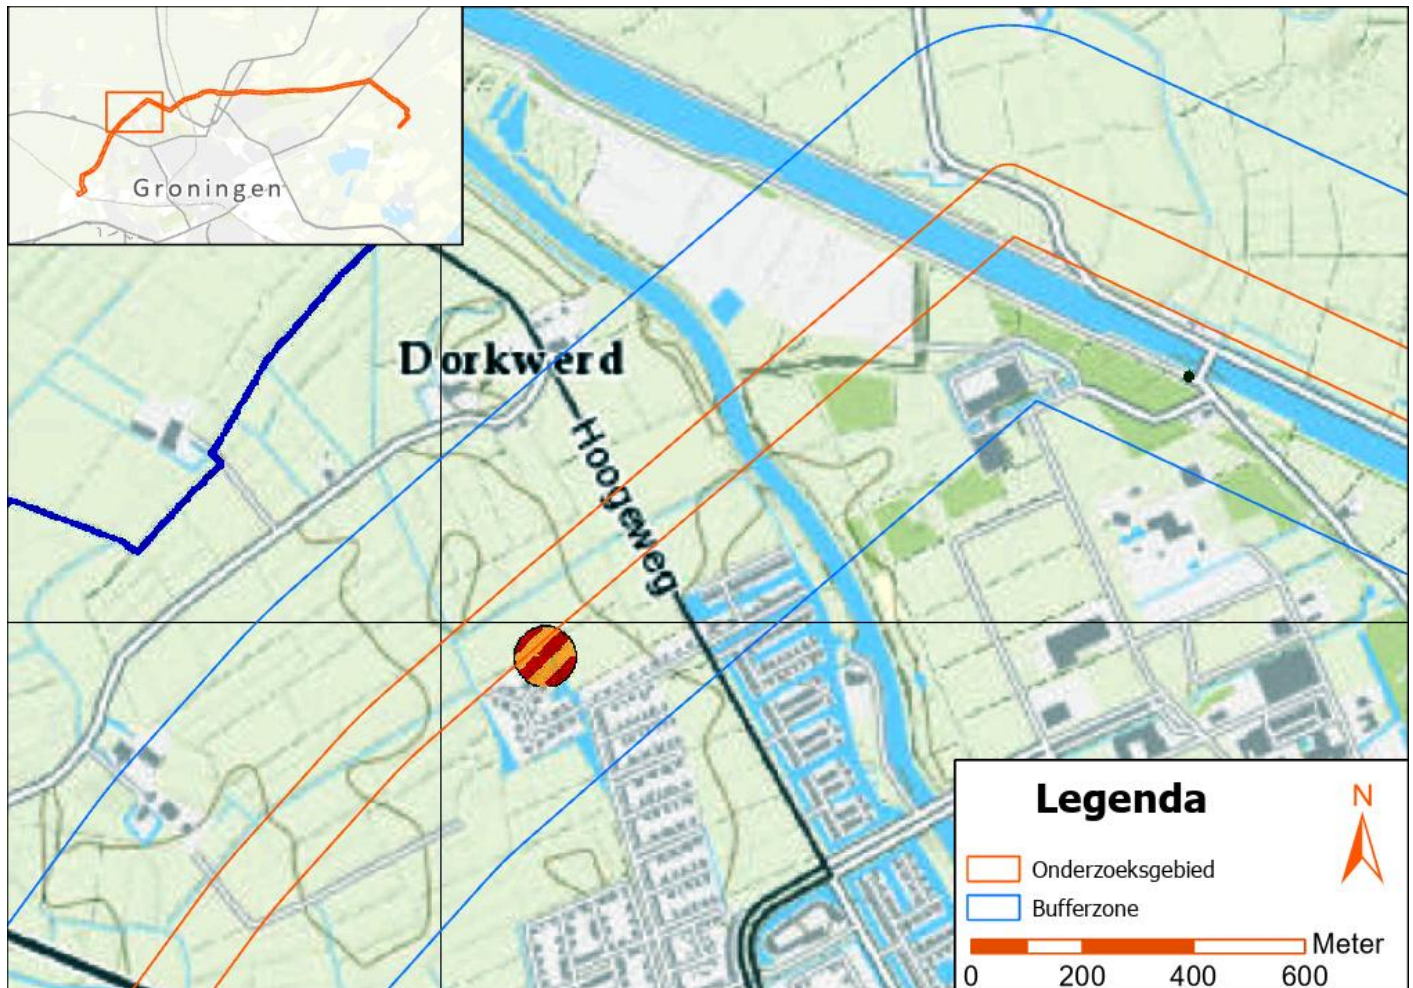 Groningen
Dorkwerd
Hoogeweg
Legenda
N
Onderzoeksgebied
Bufferzone
Meter
0 200 400 600